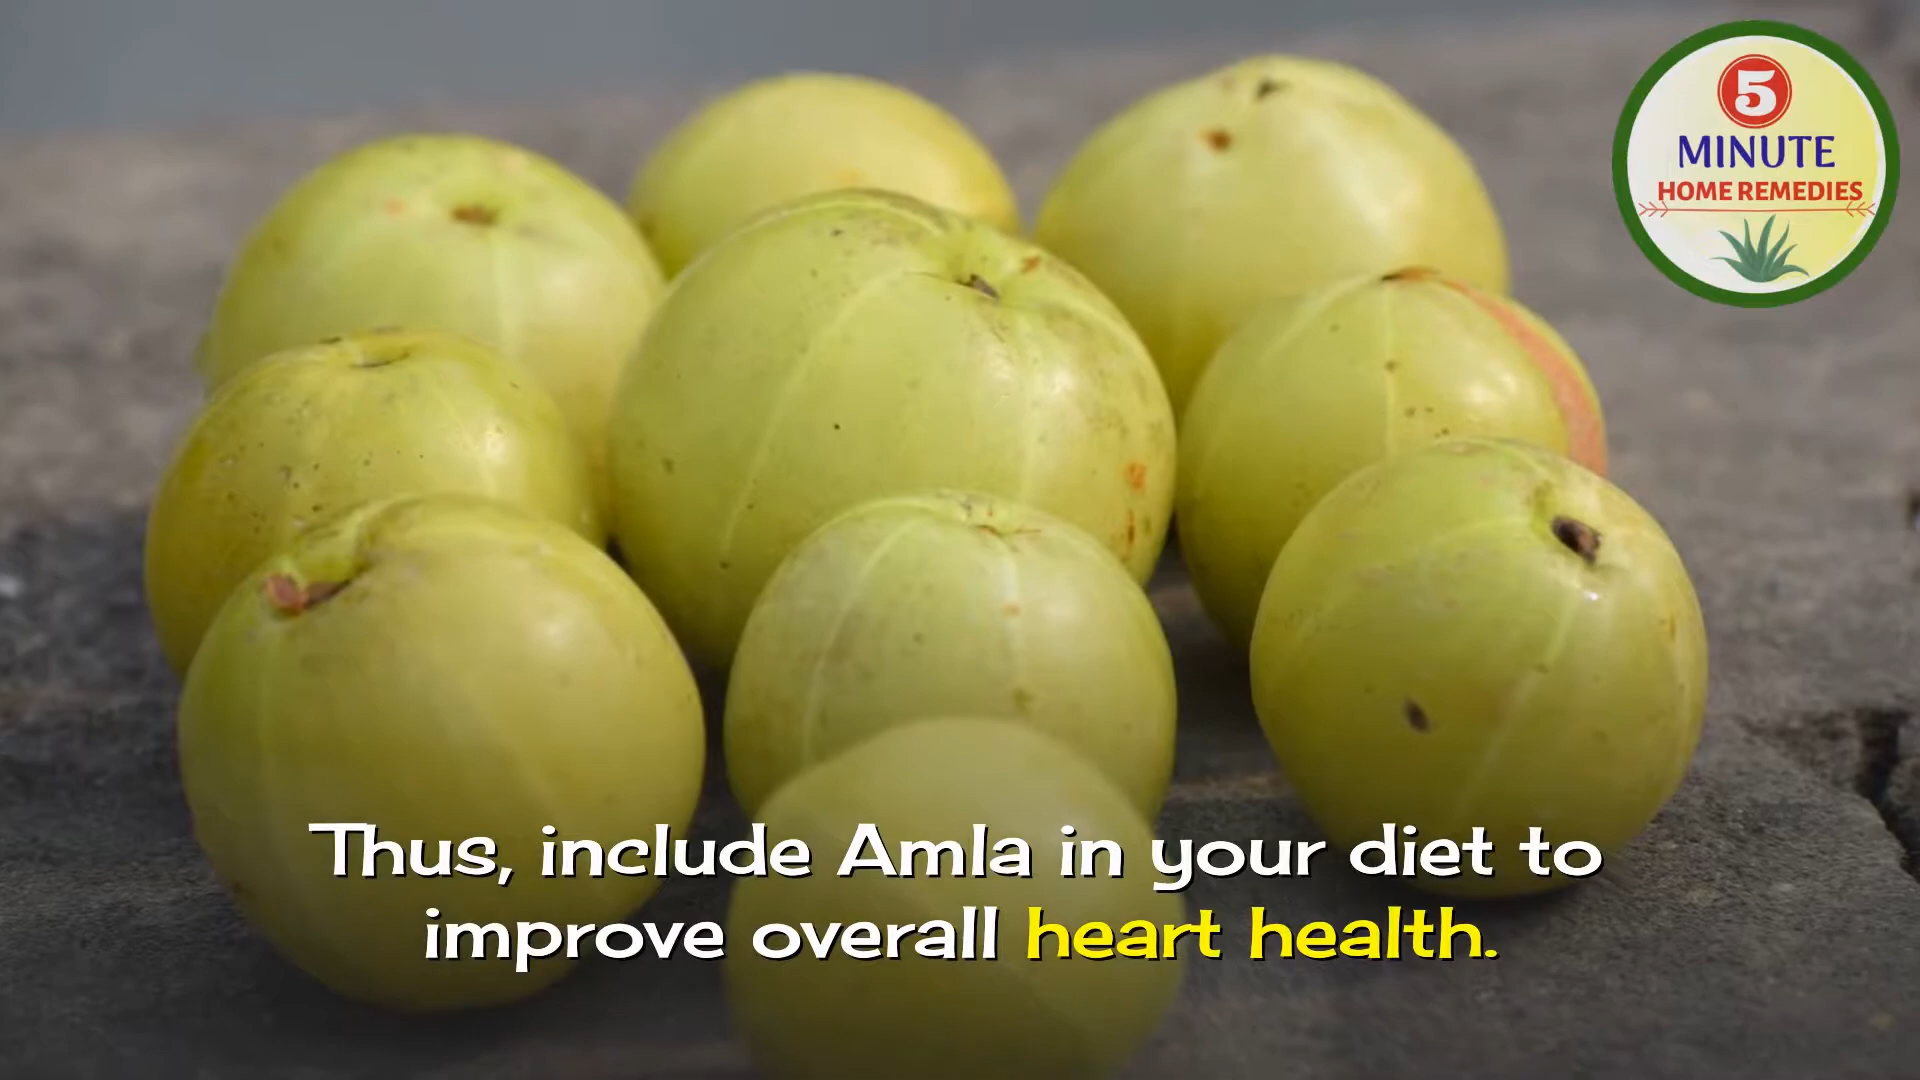 5
MINUTE
HOME REMEDIES
Thus, include Amla in your diet to
improve overall heart health.